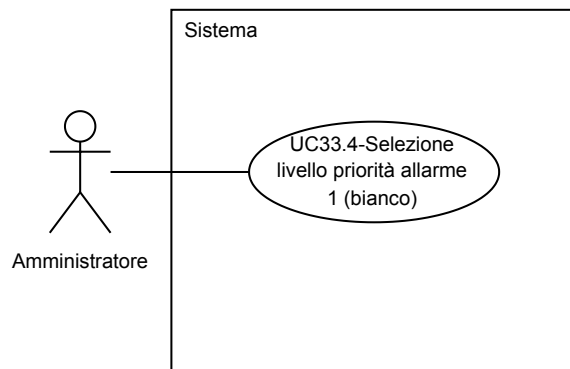 Sistema
UC33.4-Selezione
livello priorità allarme
1 (bianco)
Amministratore